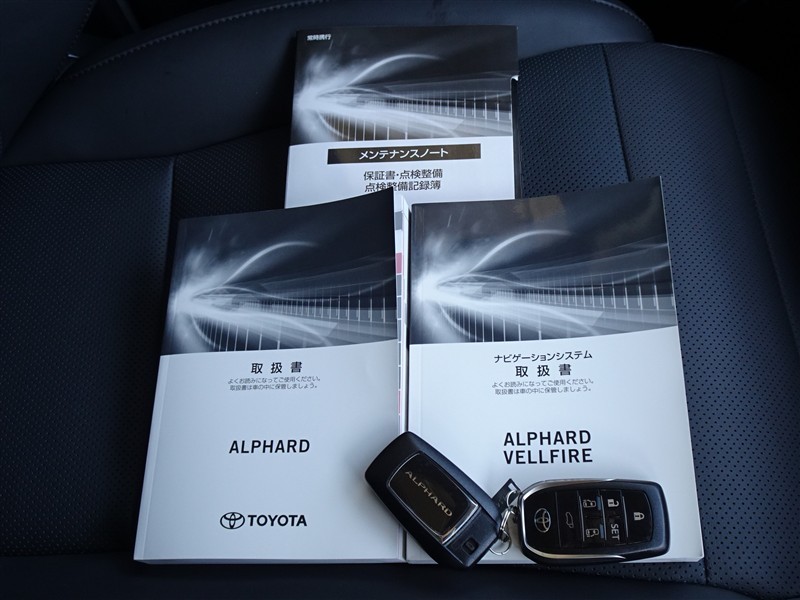 常時携行
メンテナンスノート
保証書・点検整備
点検整備記録簿
取扱書
よくお読みになってご使用ください。
取扱書は車の中に保管しましょう。
ALPHARD
TOYOTA
ナビゲーションシステム
取扱書
よくお読みになってご使用ください。
取扱書は車の中に保管しましょう。
ALPHARD
VELLFIRE
ALPHARD
SET